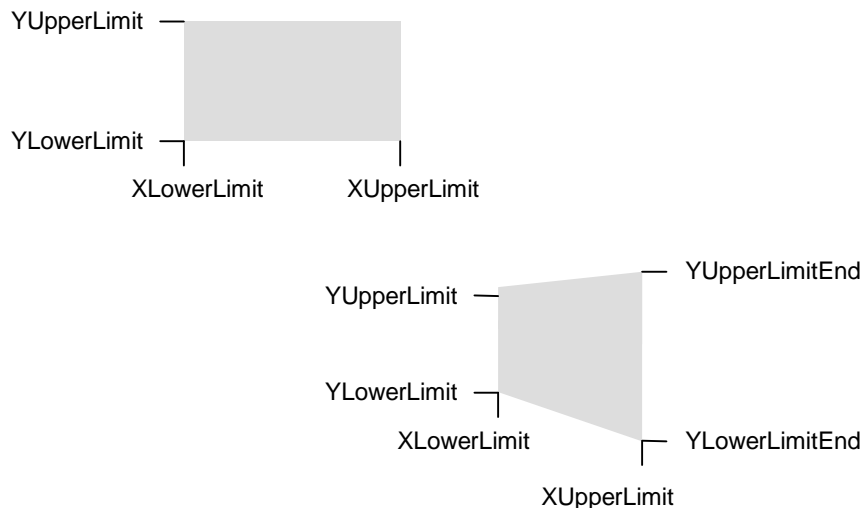 YUpperLimit
YLowerLimit
XLowerLimit XUpperLimit
YUpperLimitEnd
YUpperLimit
YLowerLimit
XLowerLimit
YLowerLimitEnd
XUpperLimit